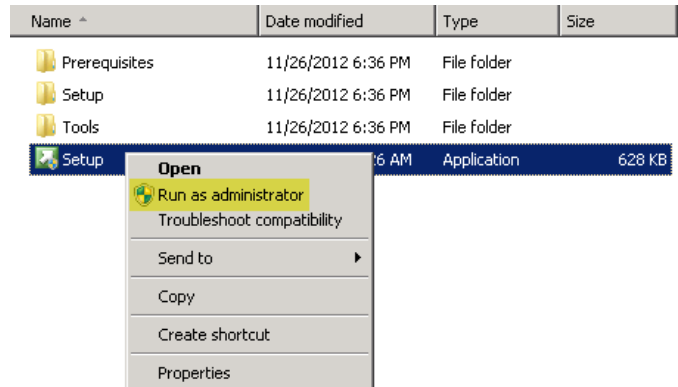 Name Date modified Type Size
Prerequisites 11/26/2012 6:36 PM File folder
Setup 11/26/2012 6:36 PM File folder
Tools 11/26/2012 6:36 PM File folder
Setup 6 AM Application 628 KB
Open
Run as administrator
Troubleshoot compatibility
Send to
Copy
Create shortcut
Properties